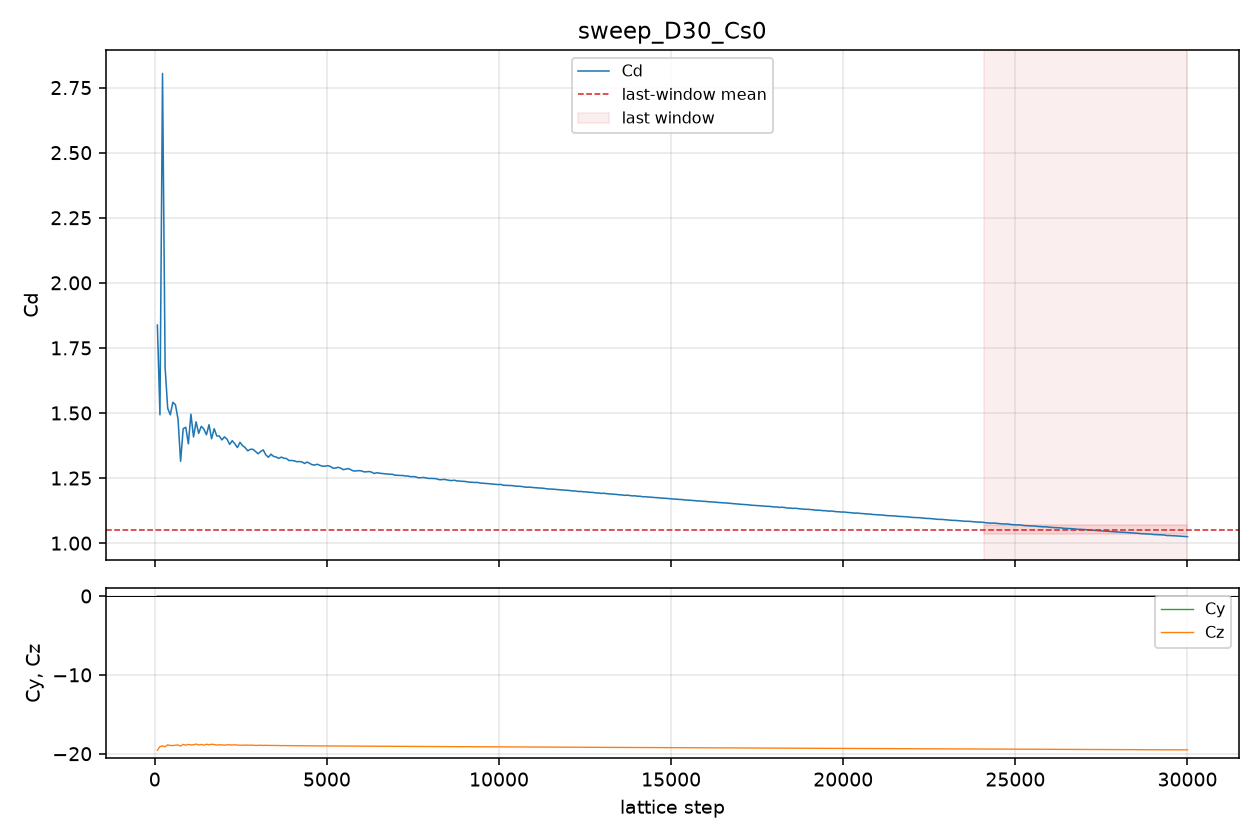 sweep_D30_Cs0
Cd
last-window mean
last window
2.75
2.50
2.25
2.00
1.75
1.50
1.25
1.00
Cd
Cy
Cz
0
−10
−20
Cy, Cz
0
5000
10000
15000
20000
25000
30000
lattice step